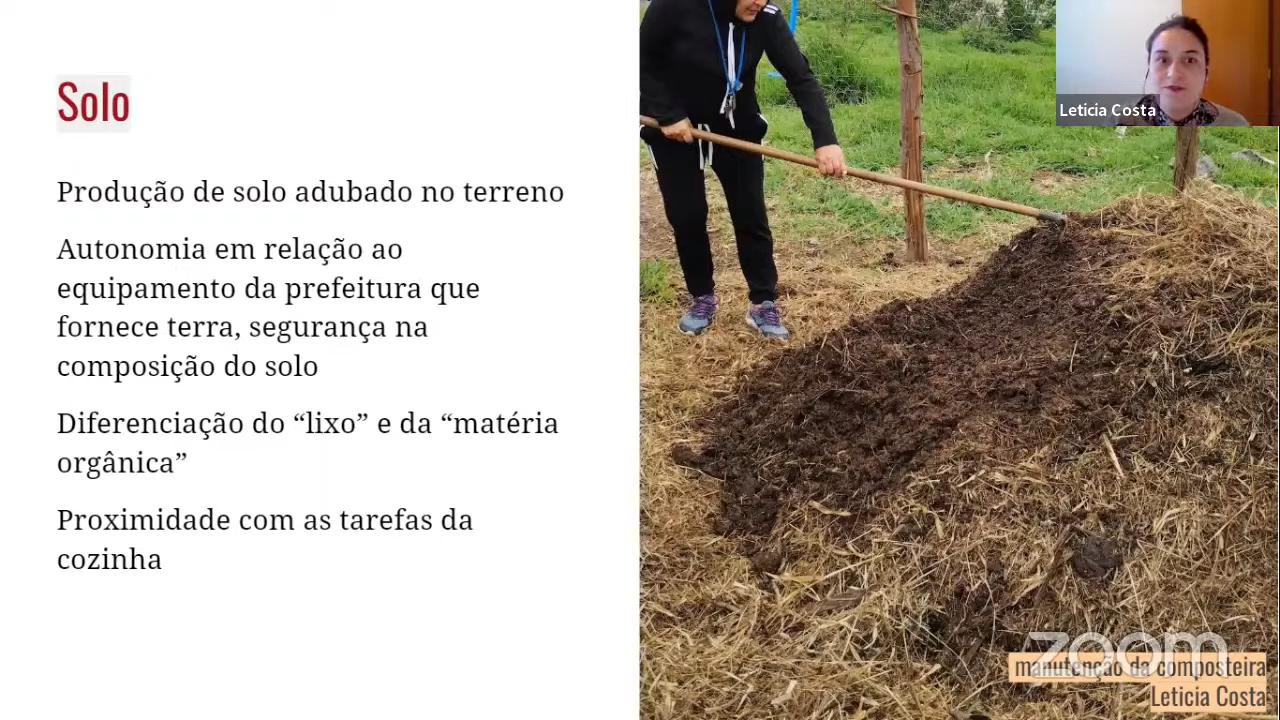 Solo
Produção de solo adubado no terreno
Autonomia em relação ao
equipamento da prefeitura que
fornece terra, segurança na
composição do solo
Diferenciação do “lixo” e da “matéria
orgânica”
Proximidade com as tarefas da
cozinha
Leticia Costa
zoom
manutenção da composteira
Leticia Costa